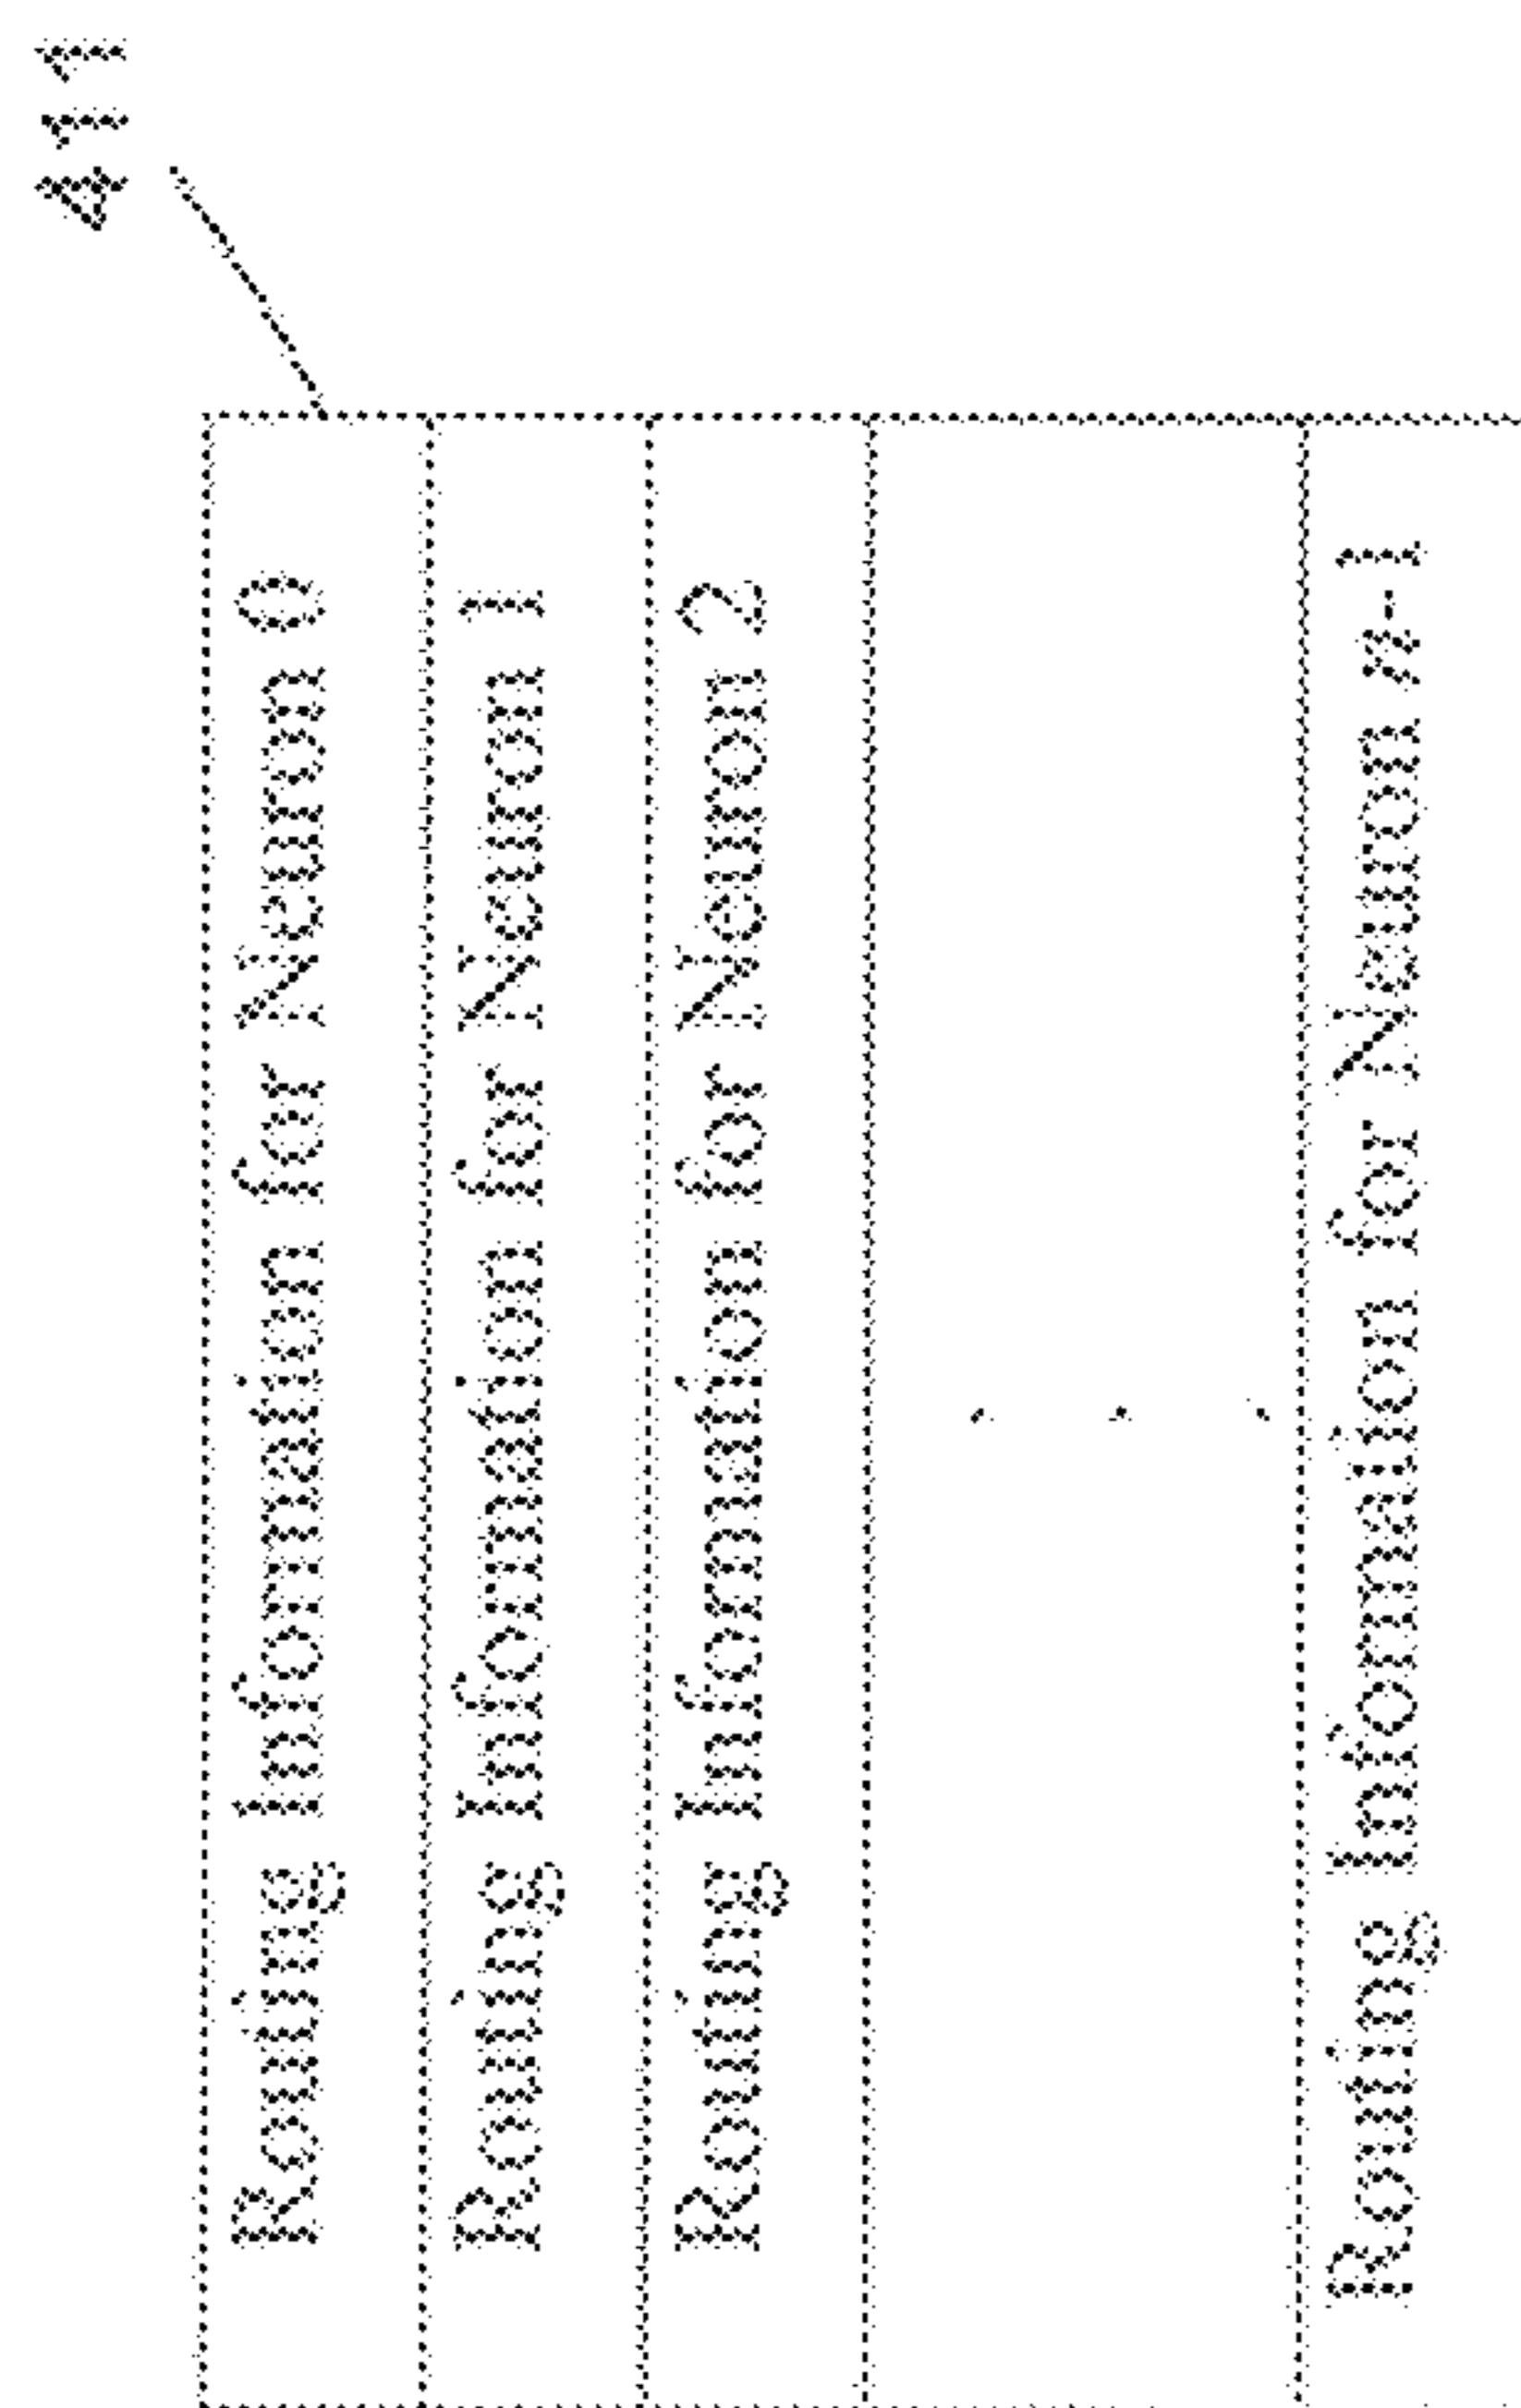 411
Routing Information for Neuron 0
Routing Information for Neuron 1
Routing Information for Neuron 2
. . .
Routing Information for Neuron n-1